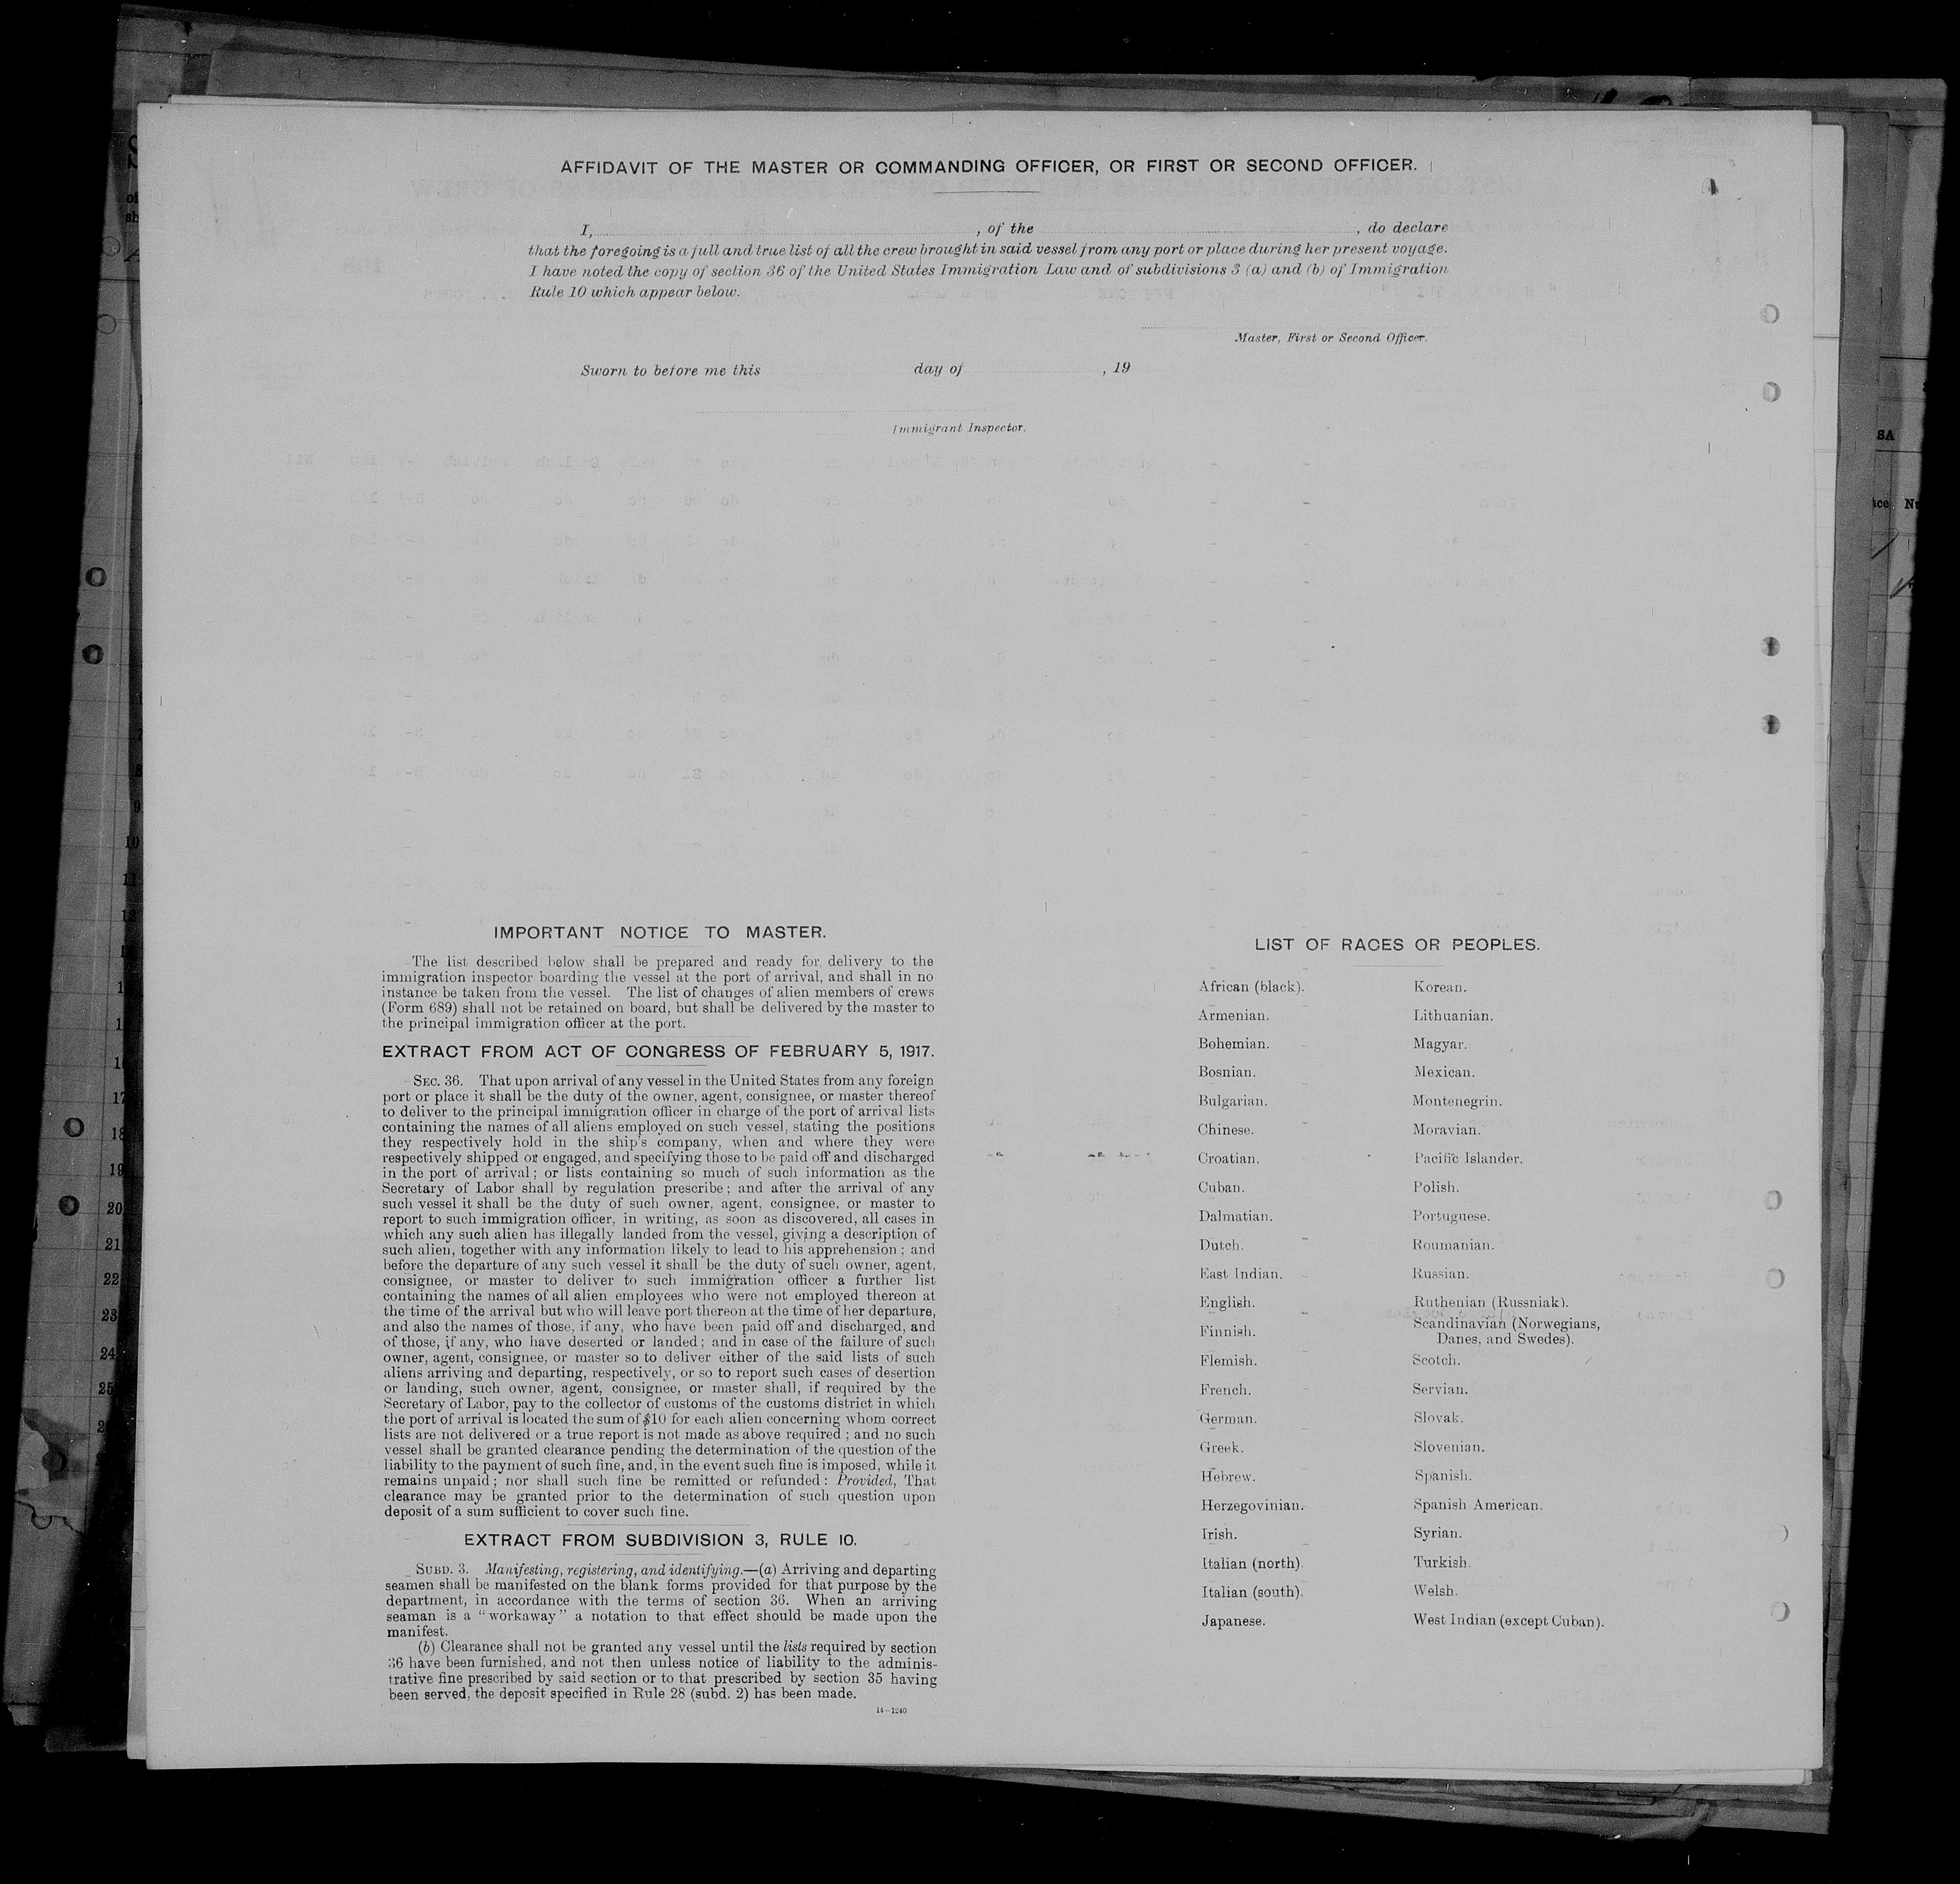 AFFIDAVIT OF THE MASTER OR COMMANDING OFFICER, OR FIRST OR SECOND OFFICER.
I, , of the , do declare
that the foregoing is a full and true list of all the crew brought in said vessel from any port or place during her present voyage.
I have noted the copy of section 36 of the United States Immigration Law and of subdivisions 3 (a) and (b) of Immigration
Rule 10 which appear below.
Master, First or Second Officer.
Sworn to before me this day of , 19
Immigrant Inspector.
IMPORTANT NOTICE TO MASTER.
The list described below shall be prepared and ready for delivery to the
immigration inspector boarding the vessel at the port of arrival, and shall in no
instance be taken from the vessel. The list of changes of alien members of crews
(Form 689) shall not be retained on board, but shall be delivered by the master to
the principal immigration officer at the port.
EXTRACT FROM ACT OF CONGRESS OF FEBRUARY 5, 1917.
SEC. 36. That upon arrival of any vessel in the United States from any foreign
port or place it shall be the duty of the owner, agent, consignee, or master thereof
to deliver to the principal immigration officer in charge of the port of arrival lists
containing the names of all aliens employed on such vessel, stating the positions
they respectively hold in the ship's company, when and where they were
respectively shipped or engaged, and specifying those to be paid off and discharged
in the port of arrival; or lists containing so much of such information as the
Secretary of Labor shall by regulation prescribe; and after the arrival of any
such vessel it shall be the duty of such owner, agent, consignee, or master to
report to such immigration officer, in writing, as soon as discovered, all cases in
which any such alien has illegally landed from the vessel, giving a description of
such alien, together with any information likely to lead to his apprehension; and
before the departure of any such vessel it shall be the duty of such owner, agent,
consignee, or master to deliver to such immigration officer a further list
containing the names of all alien employees who were not employed thereon at
the time of the arrival but who will leave port thereon at the time of her departure,
and also the names of those, if any, who have been paid off and discharged, and
of those, if any, who have deserted or landed; and in case of the failure of such
owner, agent, consignee, or master so to deliver either of the said lists of such
aliens arriving and departing, respectively, or so to report such cases of desertion
or landing, such owner, agent, consignee, or master shall, if required by the
Secretary of Labor, pay to the collector of customs of the customs district in which
the port of arrival is located the sum of $10 for each alien concerning whom correct
lists are not delivered or a true report is not made as above required; and no such
vessel shall be granted clearance pending the determination of the question of the
liability to the payment of such fine, and, in the event such fine is imposed, while it
remains unpaid; nor shall such fine be remitted or refunded: Provided, That
clearance may be granted prior to the determination of such question upon
deposit of a sum sufficient to cover such fine.
EXTRACT FROM SUBDIVISION 3, RULE 10.
SUBD. 3. Manifesting, registering, and identifying.—(a) Arriving and departing
seamen shall be manifested on the blank forms provided for that purpose by the
department, in accordance with the terms of section 36. When an arriving
seaman is a "workaway" a notation to that effect should be made upon the
manifest.
(b) Clearance shall not be granted any vessel until the lists required by section
36 have been furnished, and not then unless notice of liability to the adminis-
trative fine prescribed by said section or to that prescribed by section 35 having
been served, the deposit specified in Rule 28 (subd. 2) has been made.
14—1240
LIST OF RACES OR PEOPLES.
African (black).
Armenian.
Bohemian.
Bosnian.
Bulgarian.
Chinese.
Croatian.
Cuban.
Dalmatian.
Dutch.
East Indian.
English.
Finnish.
Flemish.
French.
German.
Greek.
Hebrew.
Herzegovinian.
Irish.
Italian (north).
Italian (south).
Japanese.
Korean.
Lithuanian.
Magyar.
Mexican.
Montenegrin.
Moravian.
Pacific Islander.
Polish.
Portuguese.
Roumanian.
Russian.
Ruthenian (Russniak).
Scandinavian (Norwegians,
Danes, and Swedes).
Scotch.
Servian.
Slovak.
Slovenian.
Spanish.
Spanish American.
Syrian.
Turkish.
Welsh.
West Indian (except Cuban).